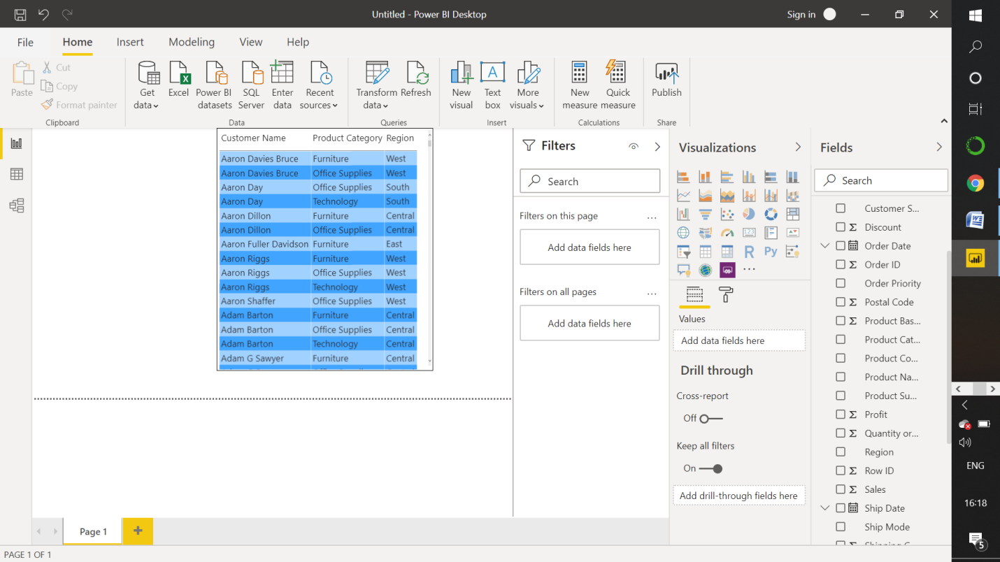 Untitled - Power BI Desktop
Sign in
File Home Insert Modeling View Help
Paste
Cut
Copy
Format painter
Clipboard
Get data
Excel
Power BI datasets
SQL Server
Enter data
Recent sources
Data
Transform data
Refresh
Queries
New visual
Text box
More visuals
Insert
New measure
Quick measure
Calculations
Publish
Share
Customer Name Product Category Region
Aaron Davies Bruce Furniture West
Aaron Davies Bruce Office Supplies West
Aaron Day Office Supplies South
Aaron Day Technology South
Aaron Dillon Furniture Central
Aaron Dillon Office Supplies Central
Aaron Fuller Davidson Furniture East
Aaron Riggs Furniture West
Aaron Riggs Office Supplies West
Aaron Riggs Technology West
Aaron Shaffer Office Supplies West
Adam Barton Furniture Central
Adam Barton Office Supplies Central
Adam Barton Technology Central
Adam G Sawyer Furniture Central
Filters
Search
Filters on this page ...
Add data fields here
Filters on all pages ...
Add data fields here
Visualizations
123
R Py
...
Values
Add data fields here
Drill through
Cross-report
Off
Keep all filters
On
Add drill-through fields here
Fields
Search
Customer S...
Σ Discount
Order Date
Σ Order ID
Order Priority
Σ Postal Code
Σ Product Bas...
Product Cat...
Product Co...
Product Na...
Product Su...
Σ Profit
Σ Quantity or...
Region
Σ Row ID
Σ Sales
Ship Date
Ship Mode
Page 1
PAGE 1 OF 1
ENG
16:18
5